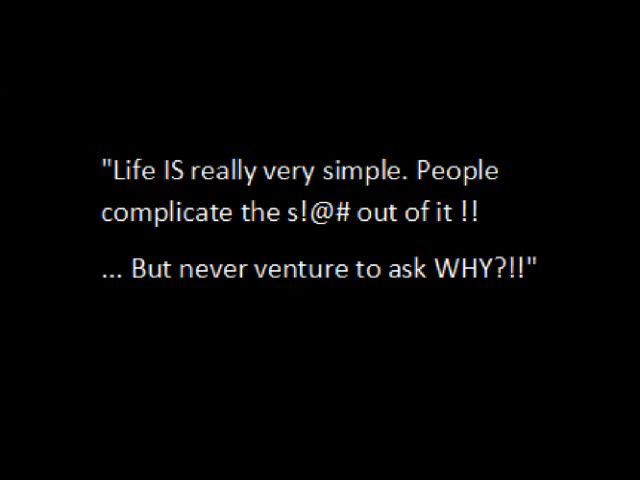 "Life IS really very simple. People
complicate the s!@# out of it !!
... But never venture to ask WHY?!!"